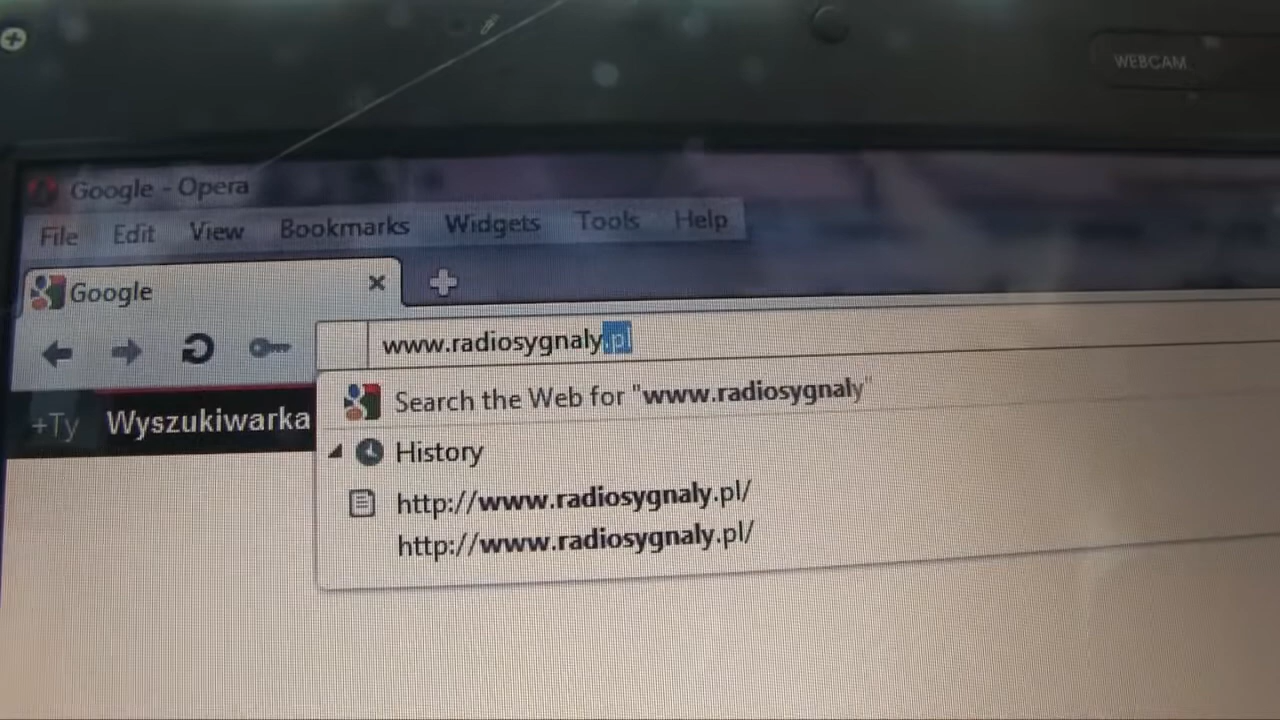 WEBCAM
Google - Opera
File Edit View Bookmarks Widgets Tools Help
Google
www.radiosygnaly.pl
+Ty Wyszukiwarka
Search the Web for "www.radiosygnaly"
History
http://www.radiosygnaly.pl/
http://www.radiosygnaly.pl/